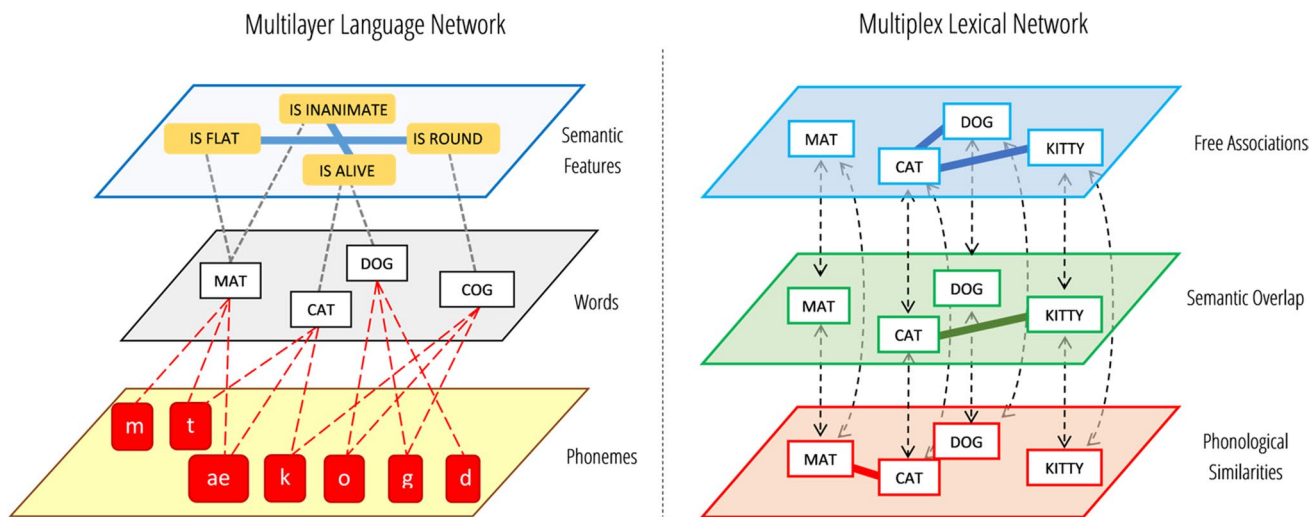 Multilayer Language Network
IS INANIMATE
IS FLAT
IS ROUND
IS ALIVE
Semantic
Features
MAT
DOG
CAT
COG
Words
m
t
ae
k
o
g
d
Phonemes
Multiplex Lexical Network
DOG
MAT
CAT
KITTY
Free Associations
MAT
DOG
CAT
KITTY
Semantic Overlap
MAT
DOG
CAT
KITTY
Phonological
Similarities